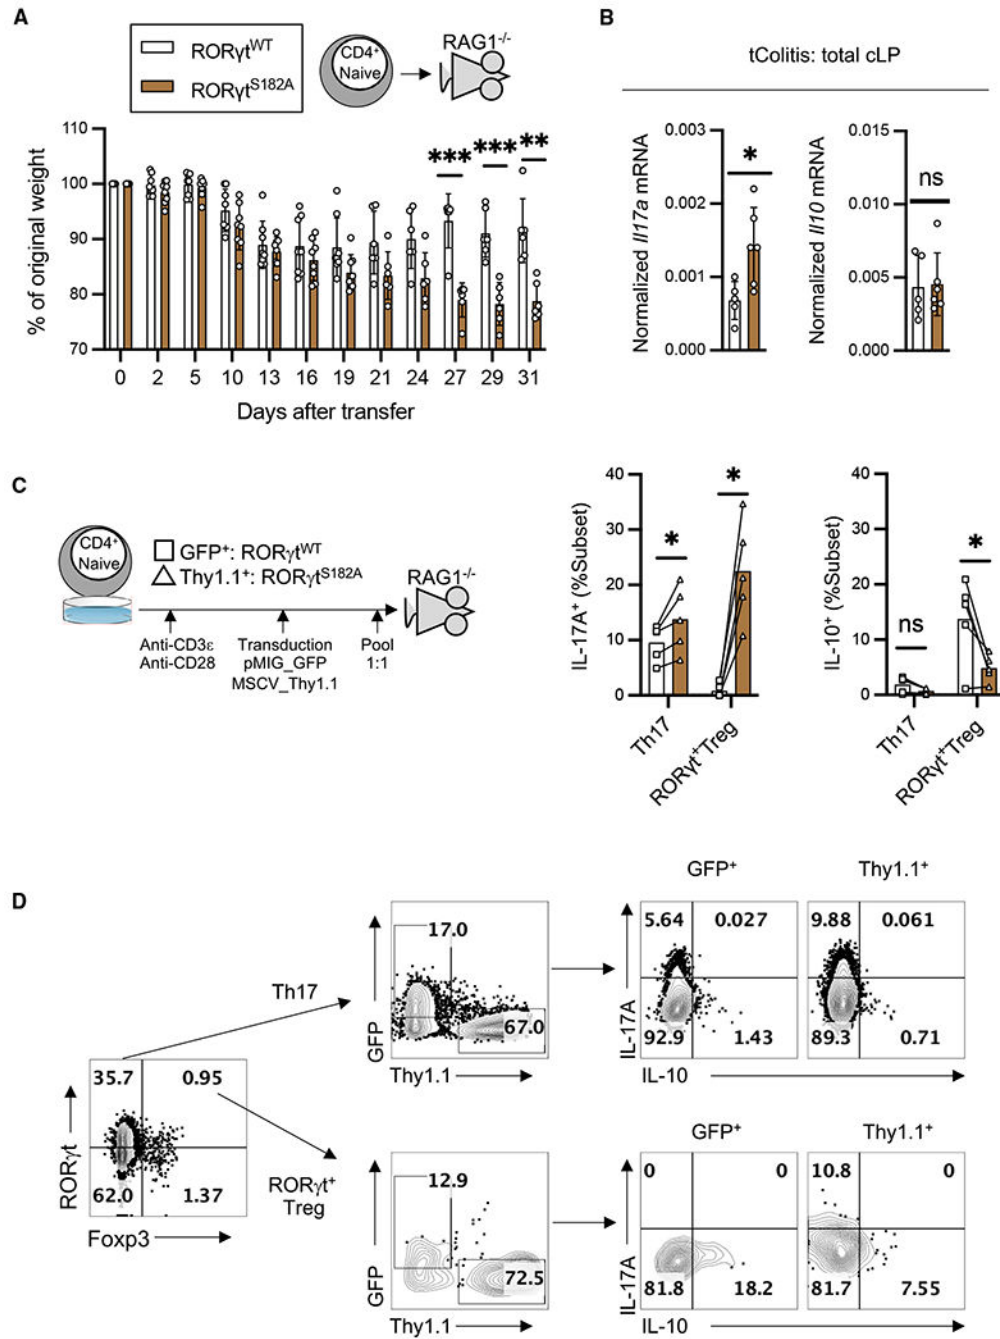 A
RORγt^WT
RORγt^S182A
CD4⁺
Naive
RAG1⁻/⁻
% of original weight
110
100
90
80
70
*** *** **
0 2 5 10 13 16 19 21 24 27 29 31
Days after transfer
B
tColitis: total cLP
Normalized Il17a mRNA
0.003
0.002
0.001
0.000
*
Normalized Il10 mRNA
0.015
0.010
0.005
0.000
ns
C
CD4⁺
Naive
GFP⁺: RORγt^WT
Thy1.1⁺: RORγt^S182A
RAG1⁻/⁻
Anti-CD3ε
Anti-CD28
Transduction
pMIG_GFP
MSCV_Thy1.1
Pool
1:1
IL-17A⁺ (%Subset)
40
30
20
10
0
* *
Th17
RORγt⁺Treg
IL-10⁺ (%Subset)
40
30
20
10
0
ns *
Th17
RORγt⁺Treg
D
RORγt
35.7 0.95
62.0 1.37
Foxp3
Th17
GFP
17.0
67.0
Thy1.1
GFP⁺ Thy1.1⁺
IL-17A
5.64 0.027
92.9 1.43
9.88 0.061
89.3 0.71
IL-10
RORγt⁺
Treg
GFP
12.9
72.5
Thy1.1
GFP⁺ Thy1.1⁺
IL-17A
0 0
81.8 18.2
10.8 0
81.7 7.55
IL-10